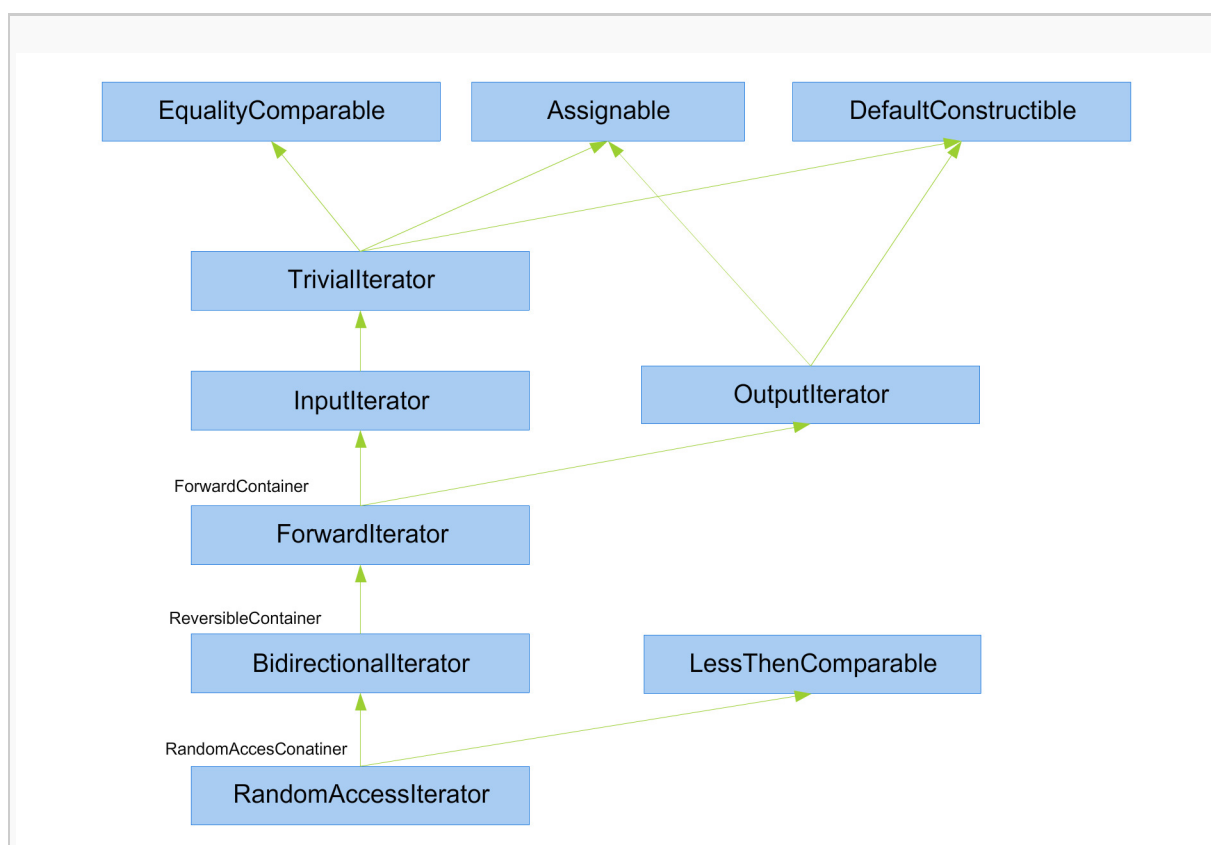 EqualityComparable
Assignable
DefaultConstructible
TrivialIterator
InputIterator
OutputIterator
ForwardContainer
ForwardIterator
ReversibleContainer
BidirectionalIterator
LessThenComparable
RandomAccesConatiner
RandomAccessIterator